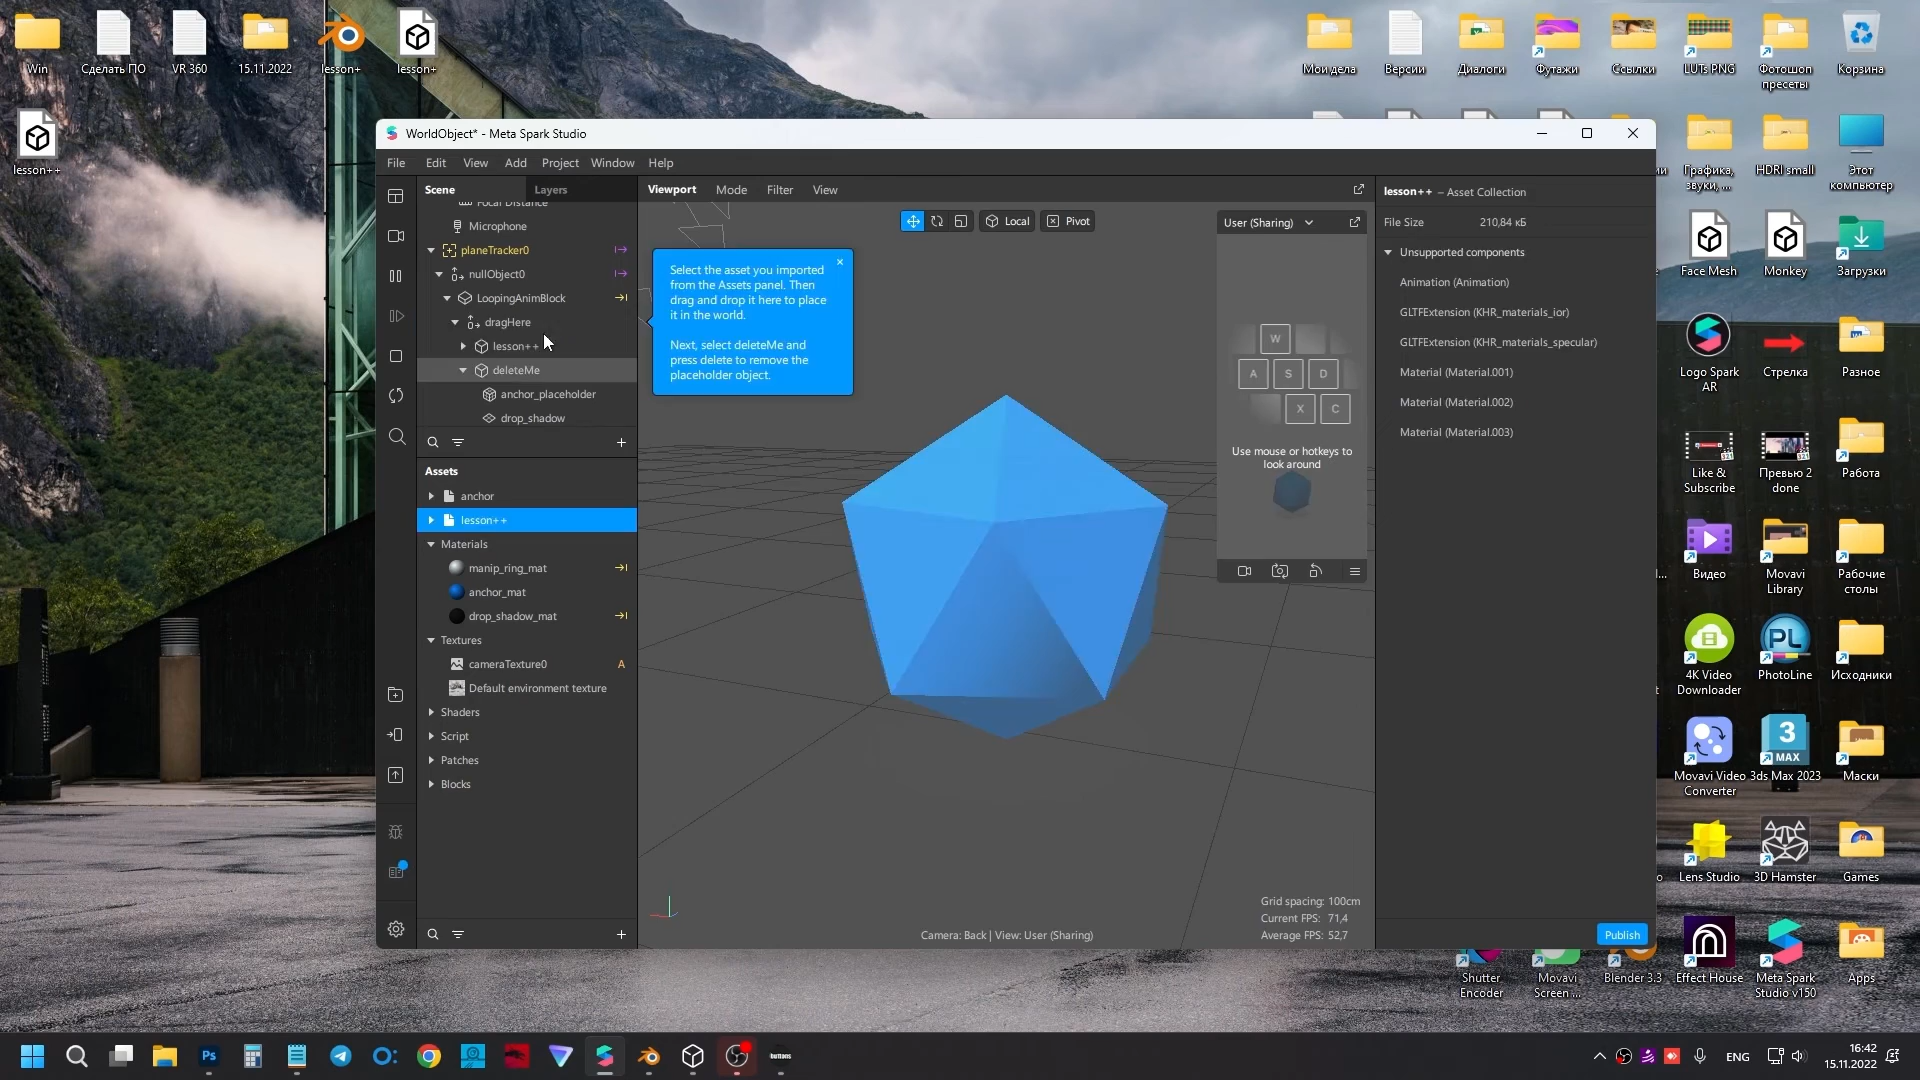 Win
Сделать ПО
VR 360
15.11.2022
lesson+
lesson+
lesson++
Мои дела
Версии
Диалоги
Футажи
Ссылки
LUTs PNG
Фотошоп
пресеты
Корзина
Графика,
звуки, ...
HDRI small
Этот
компьютер
Face Mesh
Monkey
Загрузки
Logo Spark
AR
Стрелка
Разное
Like &
Subscribe
Превью 2
done
Работа
Видео
Movavi
Library
Рабочие
столы
4K Video
Downloader
PhotoLine
Исходники
Movavi Video
Converter
3ds Max 2023
Маски
Lens Studio
3D Hamster
Games
Shutter
Encoder
Movavi
Screen ...
Blender 3.3
Effect House
Meta Spark
Studio v150
Apps
WorldObject* - Meta Spark Studio
File Edit View Add Project Window Help
Scene
Layers
Focal Distance
Microphone
planeTracker0
nullObject0
LoopingAnimBlock
dragHere
lesson++
deleteMe
anchor_placeholder
drop_shadow
Assets
anchor
lesson++
Materials
manip_ring_mat
anchor_mat
drop_shadow_mat
Textures
cameraTexture0 A
Default environment texture
Shaders
Script
Patches
Blocks
Viewport Mode Filter View
Local
Pivot
Select the asset you imported
from the Assets panel. Then
drag and drop it here to place
it in the world.
Next, select deleteMe and
press delete to remove the
placeholder object.
User (Sharing)
W
A S D
X C
Use mouse or hotkeys to
look around
Grid spacing: 100cm
Current FPS: 71,4
Average FPS: 52,7
Camera: Back | View: User (Sharing)
lesson++ – Asset Collection
File Size 210,84 кБ
Unsupported components
Animation (Animation)
GLTFExtension (KHR_materials_ior)
GLTFExtension (KHR_materials_specular)
Material (Material.001)
Material (Material.002)
Material (Material.003)
Publish
3
MAX
PL
Ps
buttons
ENG
16:42
15.11.2022